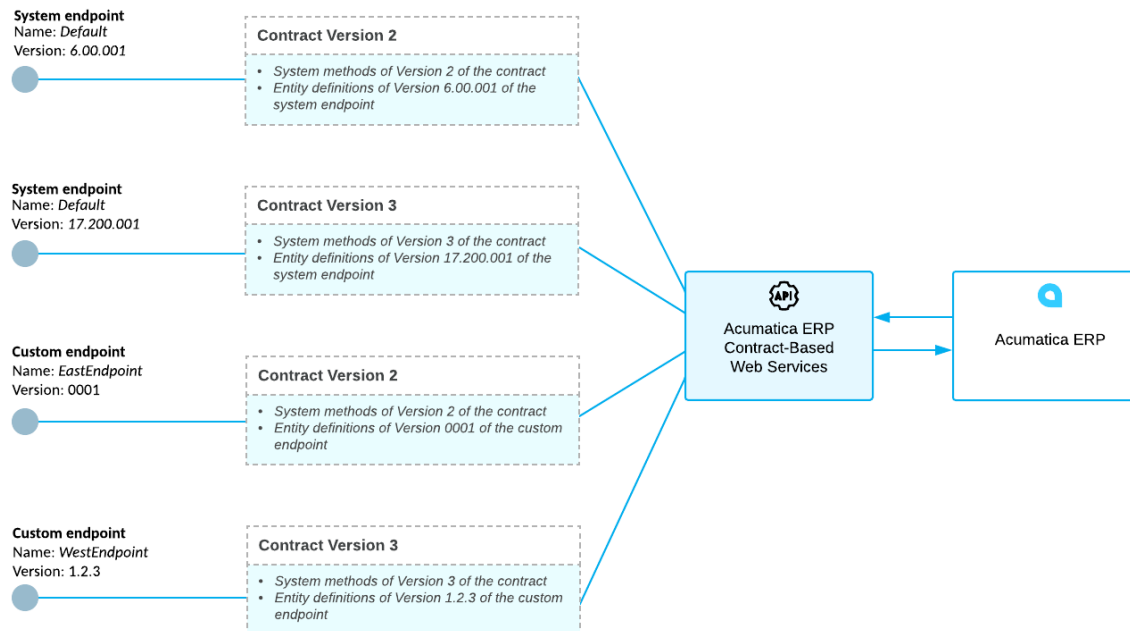 System endpoint
Name: Default
Version: 6.00.001
Contract Version 2
• System methods of Version 2 of the contract
• Entity definitions of Version 6.00.001 of the
system endpoint
System endpoint
Name: Default
Version: 17.200.001
Contract Version 3
• System methods of Version 3 of the contract
• Entity definitions of Version 17.200.001 of the
system endpoint
Custom endpoint
Name: EastEndpoint
Version: 0001
Contract Version 2
• System methods of Version 2 of the contract
• Entity definitions of Version 0001 of the custom
endpoint
Custom endpoint
Name: WestEndpoint
Version: 1.2.3
Contract Version 3
• System methods of Version 3 of the contract
• Entity definitions of Version 1.2.3 of the custom
endpoint
API
Acumatica ERP
Contract-Based
Web Services
Acumatica ERP